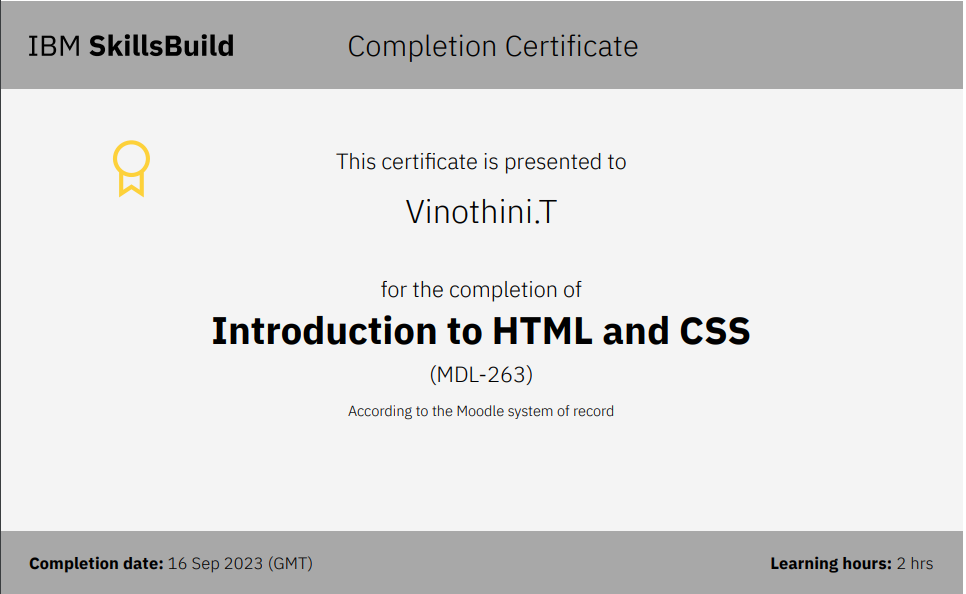 IBM SkillsBuild
Completion Certificate
This certificate is presented to
Vinothini.T
for the completion of
Introduction to HTML and CSS
(MDL-263)
According to the Moodle system of record
Completion date: 16 Sep 2023 (GMT)
Learning hours: 2 hrs